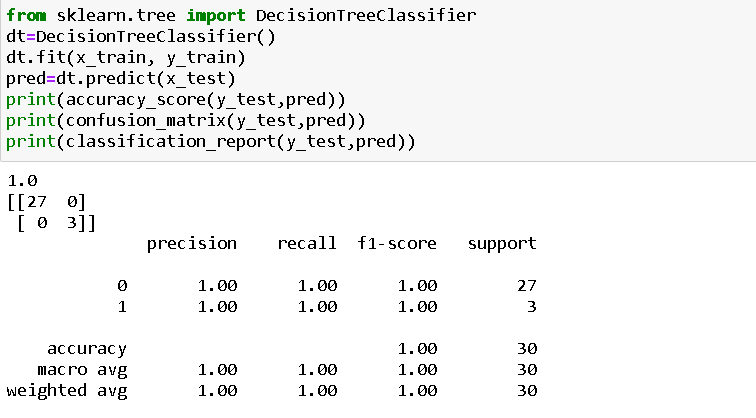 from sklearn.tree import DecisionTreeClassifier
dt=DecisionTreeClassifier()
dt.fit(x_train, y_train)
pred=dt.predict(x_test)
print(accuracy_score(y_test,pred))
print(confusion_matrix(y_test,pred))
print(classification_report(y_test,pred))
1.0
[[27  0]
 [ 0  3]]
              precision    recall  f1-score   support
           0       1.00      1.00      1.00        27
           1       1.00      1.00      1.00         3
    accuracy                           1.00        30
   macro avg       1.00      1.00      1.00        30
weighted avg       1.00      1.00      1.00        30